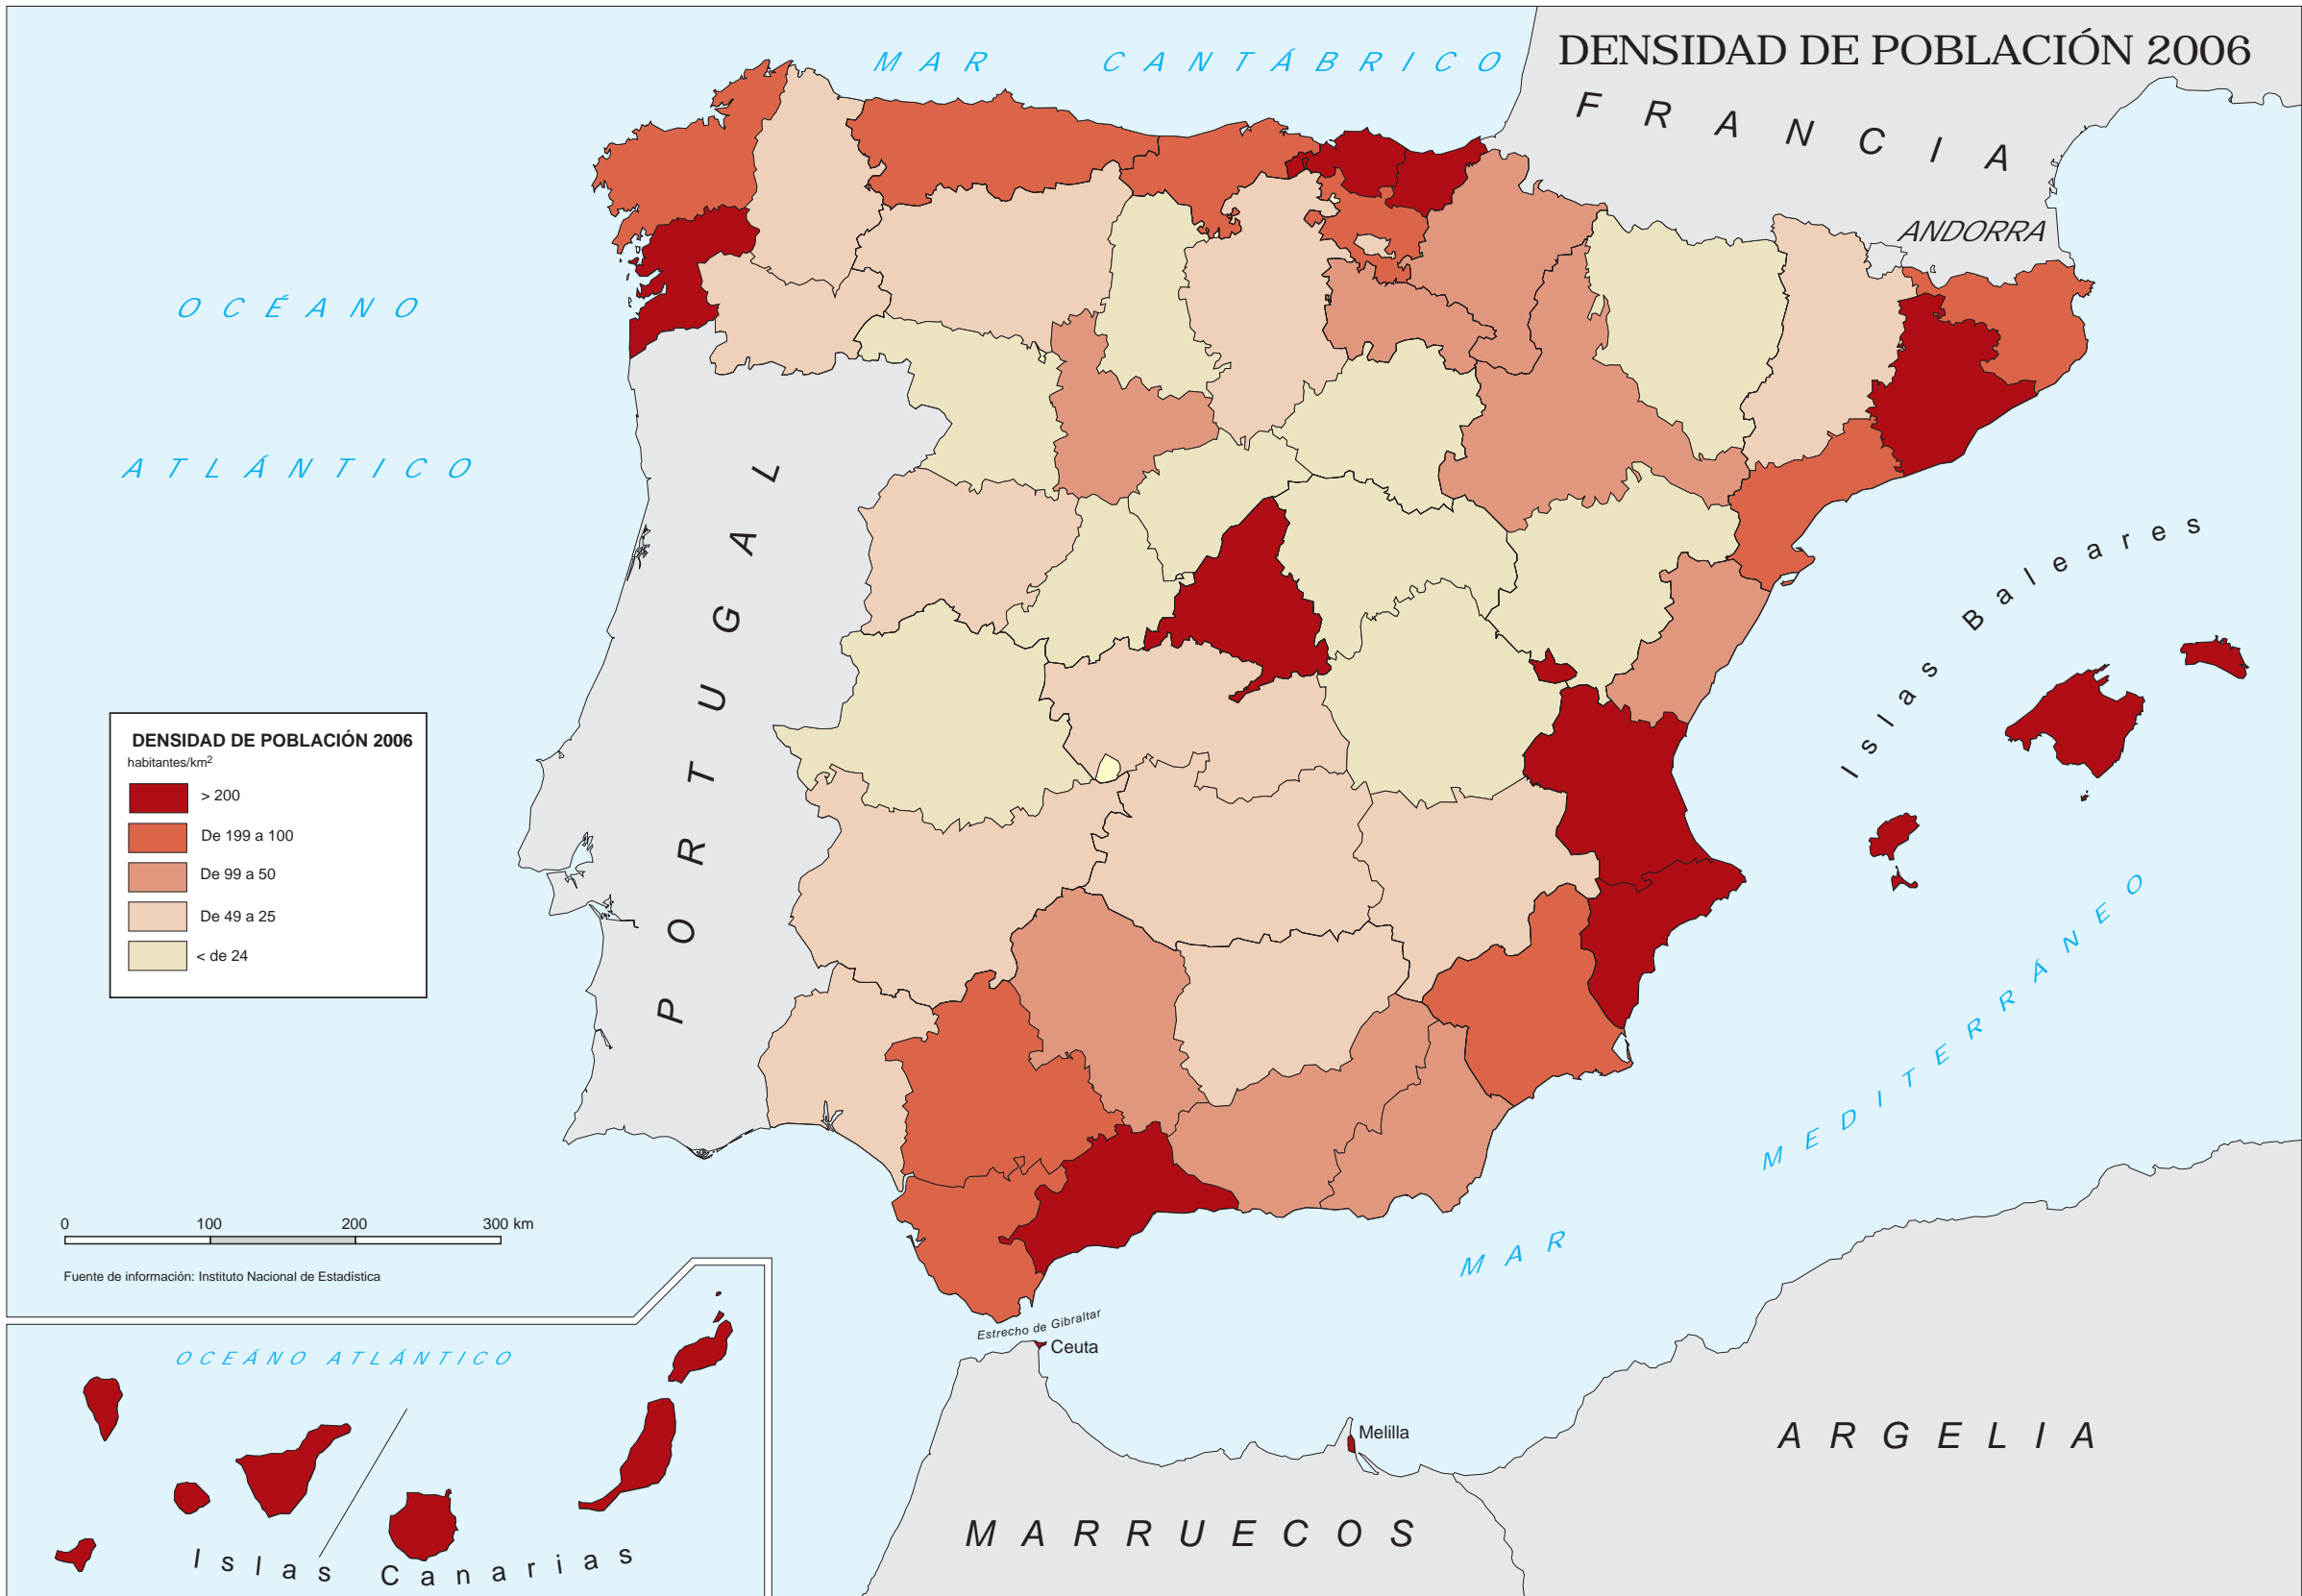 DENSIDAD DE POBLACIÓN 2006
MAR CANTÁBRICO
FRANCIA
ANDORRA
OCÉANO
ATLÁNTICO
PORTUGAL
Islas Baleares
DENSIDAD DE POBLACIÓN 2006
habitantes/km²
> 200
De 199 a 100
De 99 a 50
De 49 a 25
< de 24
MAR MEDITERRÁNEO
0 100 200 300 km
Fuente de información: Instituto Nacional de Estadística
Estrecho de Gibraltar
Ceuta
Melilla
OCEÁNO ATLÁNTICO
Islas Canarias
MARRUECOS
ARGELIA